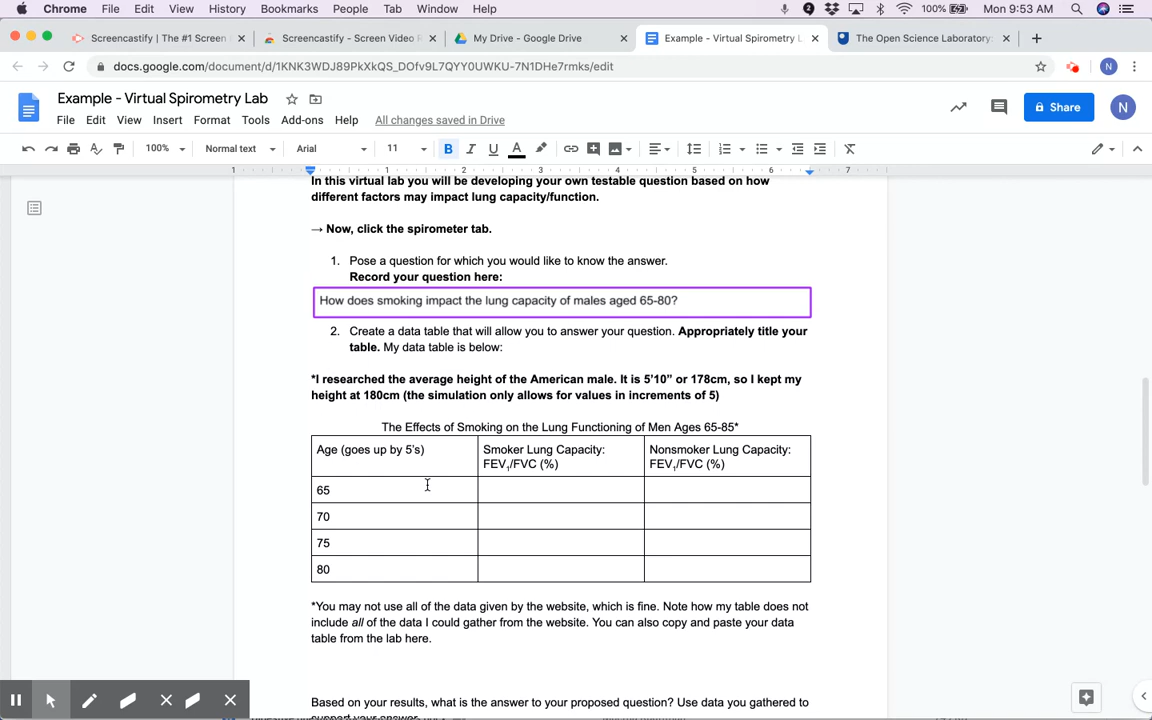 Chrome File Edit View History Bookmarks People Tab Window Help 2 100% Mon 9:53 AM
Screencastify | The #1 Screen Screencastify - Screen Video R My Drive - Google Drive Example - Virtual Spirometry L The Open Science Laboratory:
docs.google.com/document/d/1KNK3WDJ89PkXkQS_DOfv9L7QYY0UWKU-7N1DHe7rmks/edit N
Example - Virtual Spirometry Lab
File Edit View Insert Format Tools Add-ons Help All changes saved in Drive Share N
100% Normal text Arial 11 B I U A
1 1 2 3 4 5 6 7
In this virtual lab you will be developing your own testable question based on how
different factors may impact lung capacity/function.
→ Now, click the spirometer tab.
1. Pose a question for which you would like to know the answer.
Record your question here:
How does smoking impact the lung capacity of males aged 65-80?
2. Create a data table that will allow you to answer your question. Appropriately title your
table. My data table is below:
*I researched the average height of the American male. It is 5'10" or 178cm, so I kept my
height at 180cm (the simulation only allows for values in increments of 5)
The Effects of Smoking on the Lung Functioning of Men Ages 65-85*
Age (goes up by 5's) Smoker Lung Capacity: Nonsmoker Lung Capacity:
FEV₁/FVC (%) FEV₁/FVC (%)
65
70
75
80
*You may not use all of the data given by the website, which is fine. Note how my table does not
include all of the data I could gather from the website. You can also copy and paste your data
table from the lab here.
Based on your results, what is the answer to your proposed question? Use data you gathered to
support your answer.